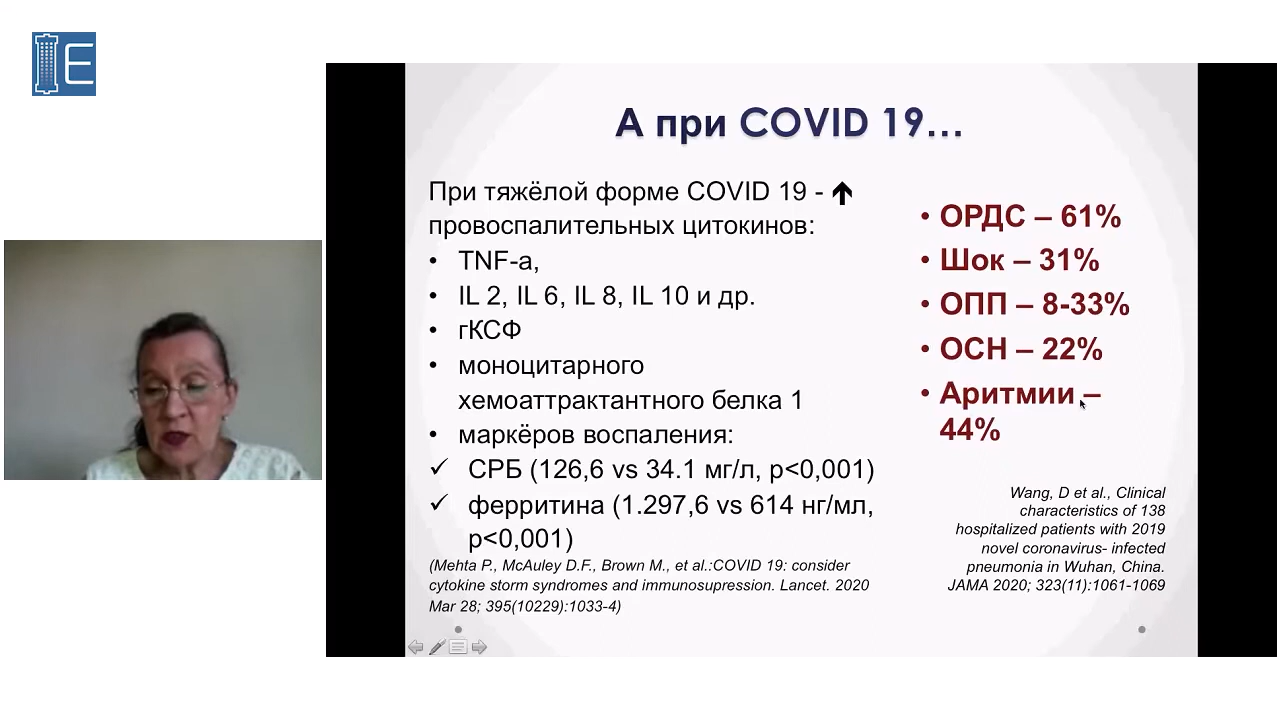 IE
А при COVID 19...
При тяжёлой форме COVID 19 - 🡅
провоспалительных цитокинов:
• TNF-a,
• IL 2, IL 6, IL 8, IL 10 и др.
• гКСФ
• моноцитарного
хемоаттрактантного белка 1
• маркёров воспаления:
✓ СРБ (126,6 vs 34.1 мг/л, p<0,001)
✓ ферритина (1.297,6 vs 614 нг/мл,
p<0,001)
(Mehta P., McAuley D.F., Brown M., et al.:COVID 19: consider
cytokine storm syndromes and immunosupression. Lancet. 2020
Mar 28; 395(10229):1033-4)
• ОРДС – 61%
• Шок – 31%
• ОПП – 8-33%
• ОСН – 22%
• Аритмии –
44%
Wang, D et al., Clinical
characteristics of 138
hospitalized patients with 2019
novel coronavirus- infected
pneumonia in Wuhan, China.
JAMA 2020; 323(11):1061-1069